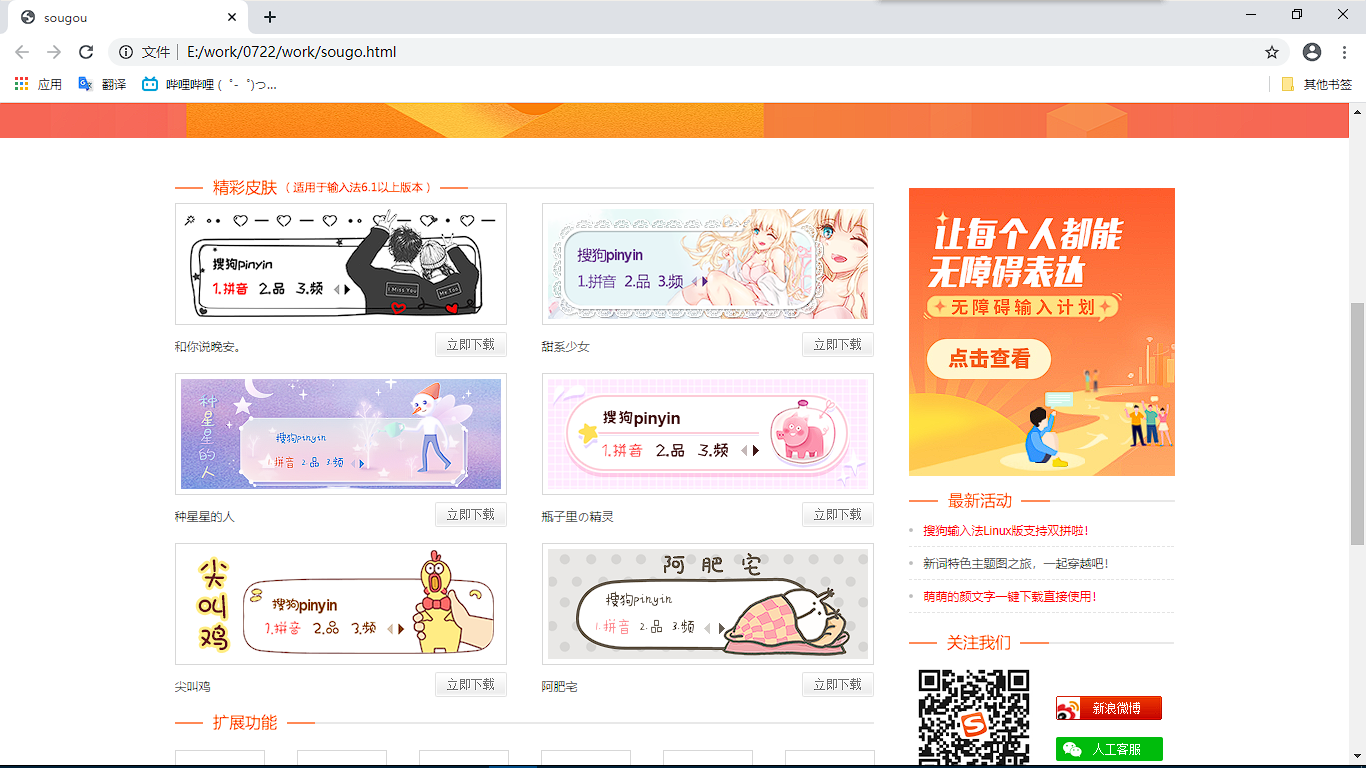 sougou
文件 E:/work/0722/work/sougo.html
应用 翻译 哔哩哔哩 (゜-゜)つ... 其他书签
精彩皮肤 (适用于输入法6.1以上版本)
搜狗pinyin
1.拼音 2.品 3.频
I Miss You
Me Too
和你说晚安。 立即下载
搜狗pinyin
1.拼音 2.品 3.频
甜系少女 立即下载
种星星的人
搜狗pinyin
1.拼音 2.品 3.频
种星星的人 立即下载
搜狗pinyin
1.拼音 2.品 3.频
瓶子里の精灵 立即下载
尖叫鸡
搜狗pinyin
1.拼音 2.品 3.频
尖叫鸡 立即下载
阿肥宅
搜狗pinyin
1.拼音 2.品 3.频
阿肥宅 立即下载
扩展功能
让每个人都能
无障碍表达
无障碍输入计划
点击查看
最新活动
搜狗输入法Linux版支持双拼啦!
新词特色主题图之旅，一起穿越吧!
萌萌的颜文字一键下载直接使用!
关注我们
S
新浪微博
人工客服